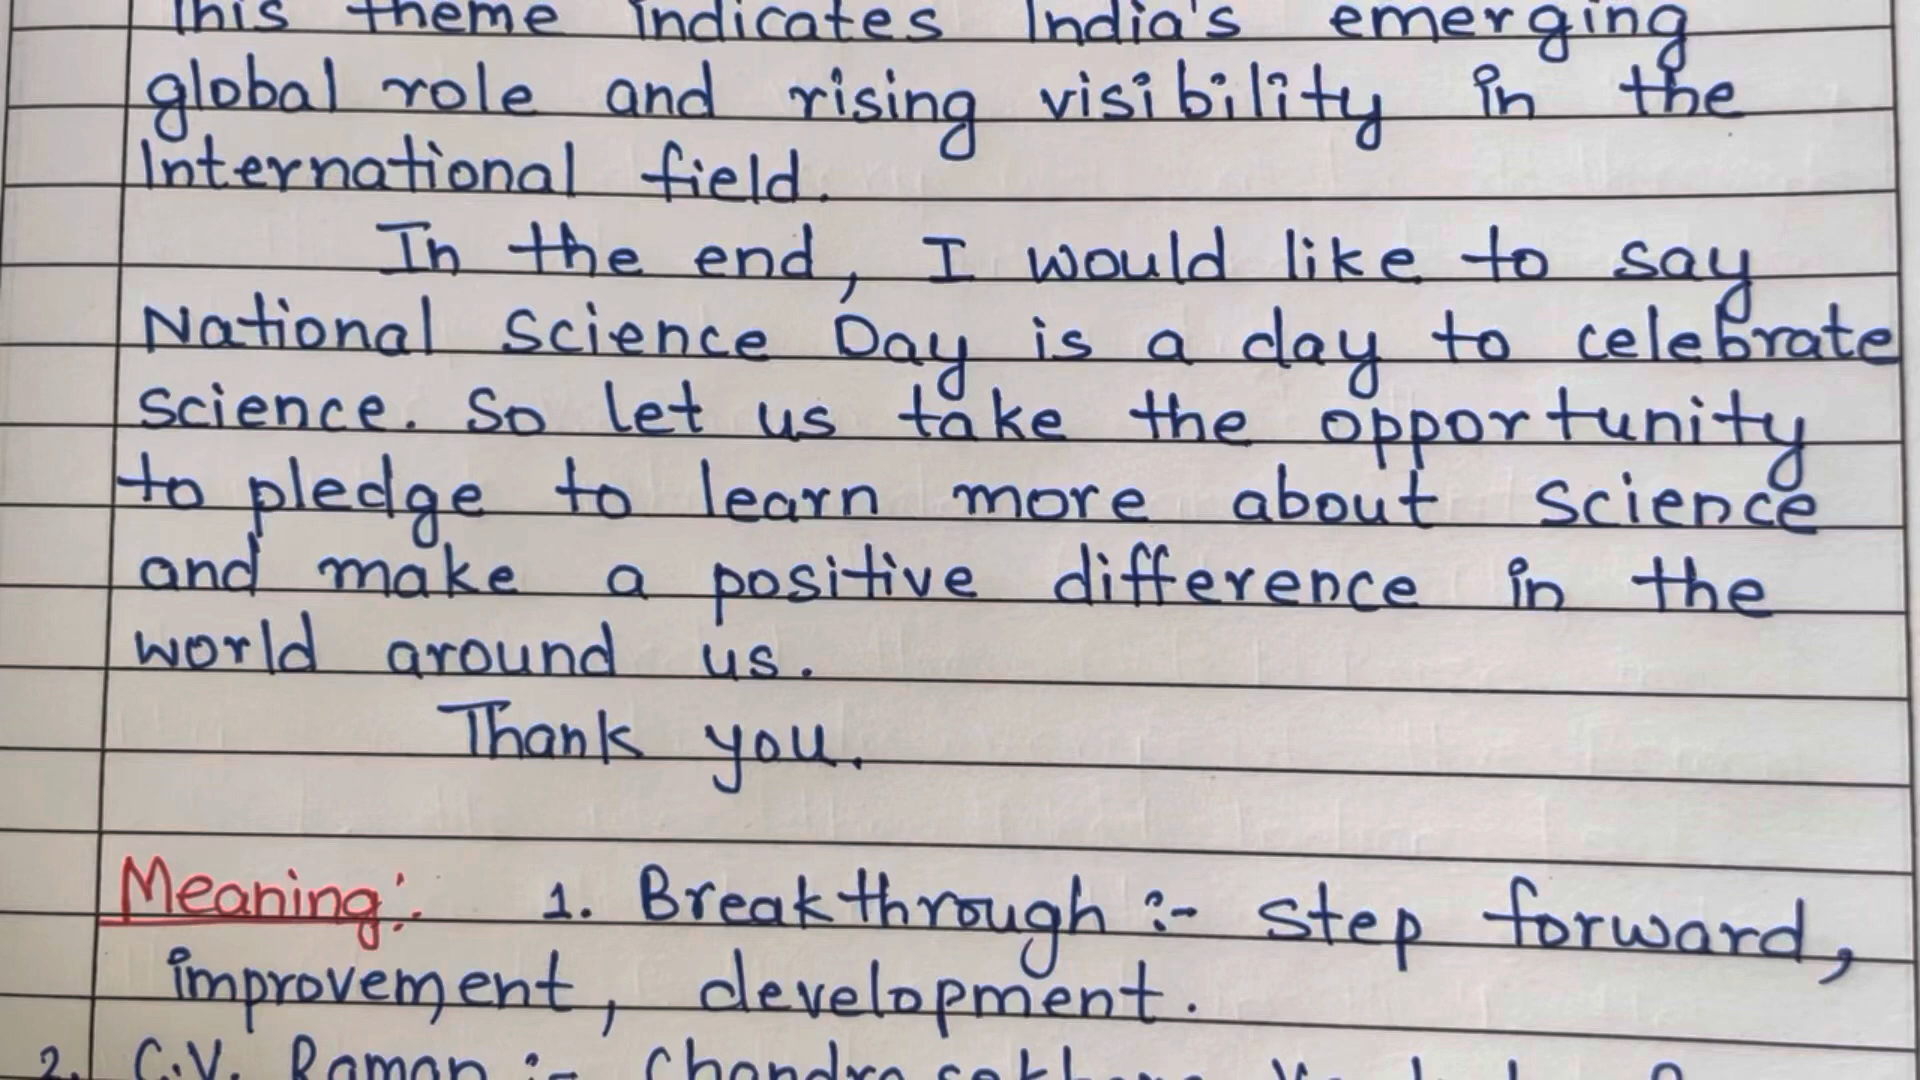 This theme indicates India's emerging
global role and rising visibility in the
International field.
In the end, I would like to say
National Science Day is a day to celebrate
science. So let us take the opportunity
to pledge to learn more about Science
and make a positive difference in the
world around us.
Thank you.
Meaning: 1. Breakthrough :- Step forward,
improvement, development.
2. C.V. Raman :-